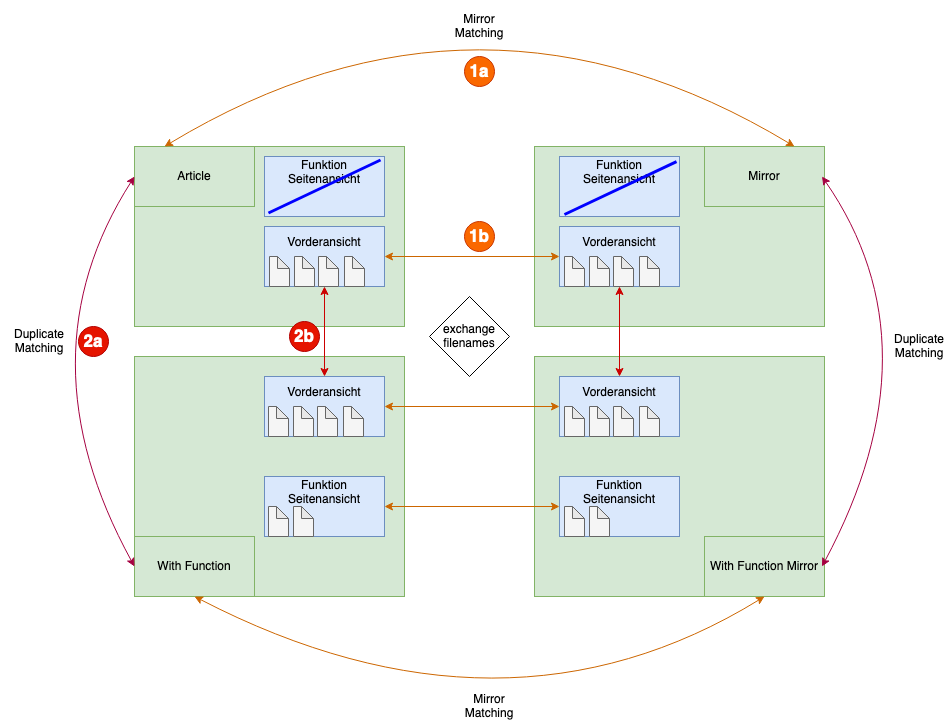 Mirror
Matching
1a
Article
Funktion
Seitenansicht
Funktion
Seitenansicht
Mirror
Vorderansicht
1b
Vorderansicht
Duplicate
Matching
2a
2b
exchange
filenames
Duplicate
Matching
Vorderansicht
Vorderansicht
Funktion
Seitenansicht
Funktion
Seitenansicht
With Function
With Function Mirror
Mirror
Matching